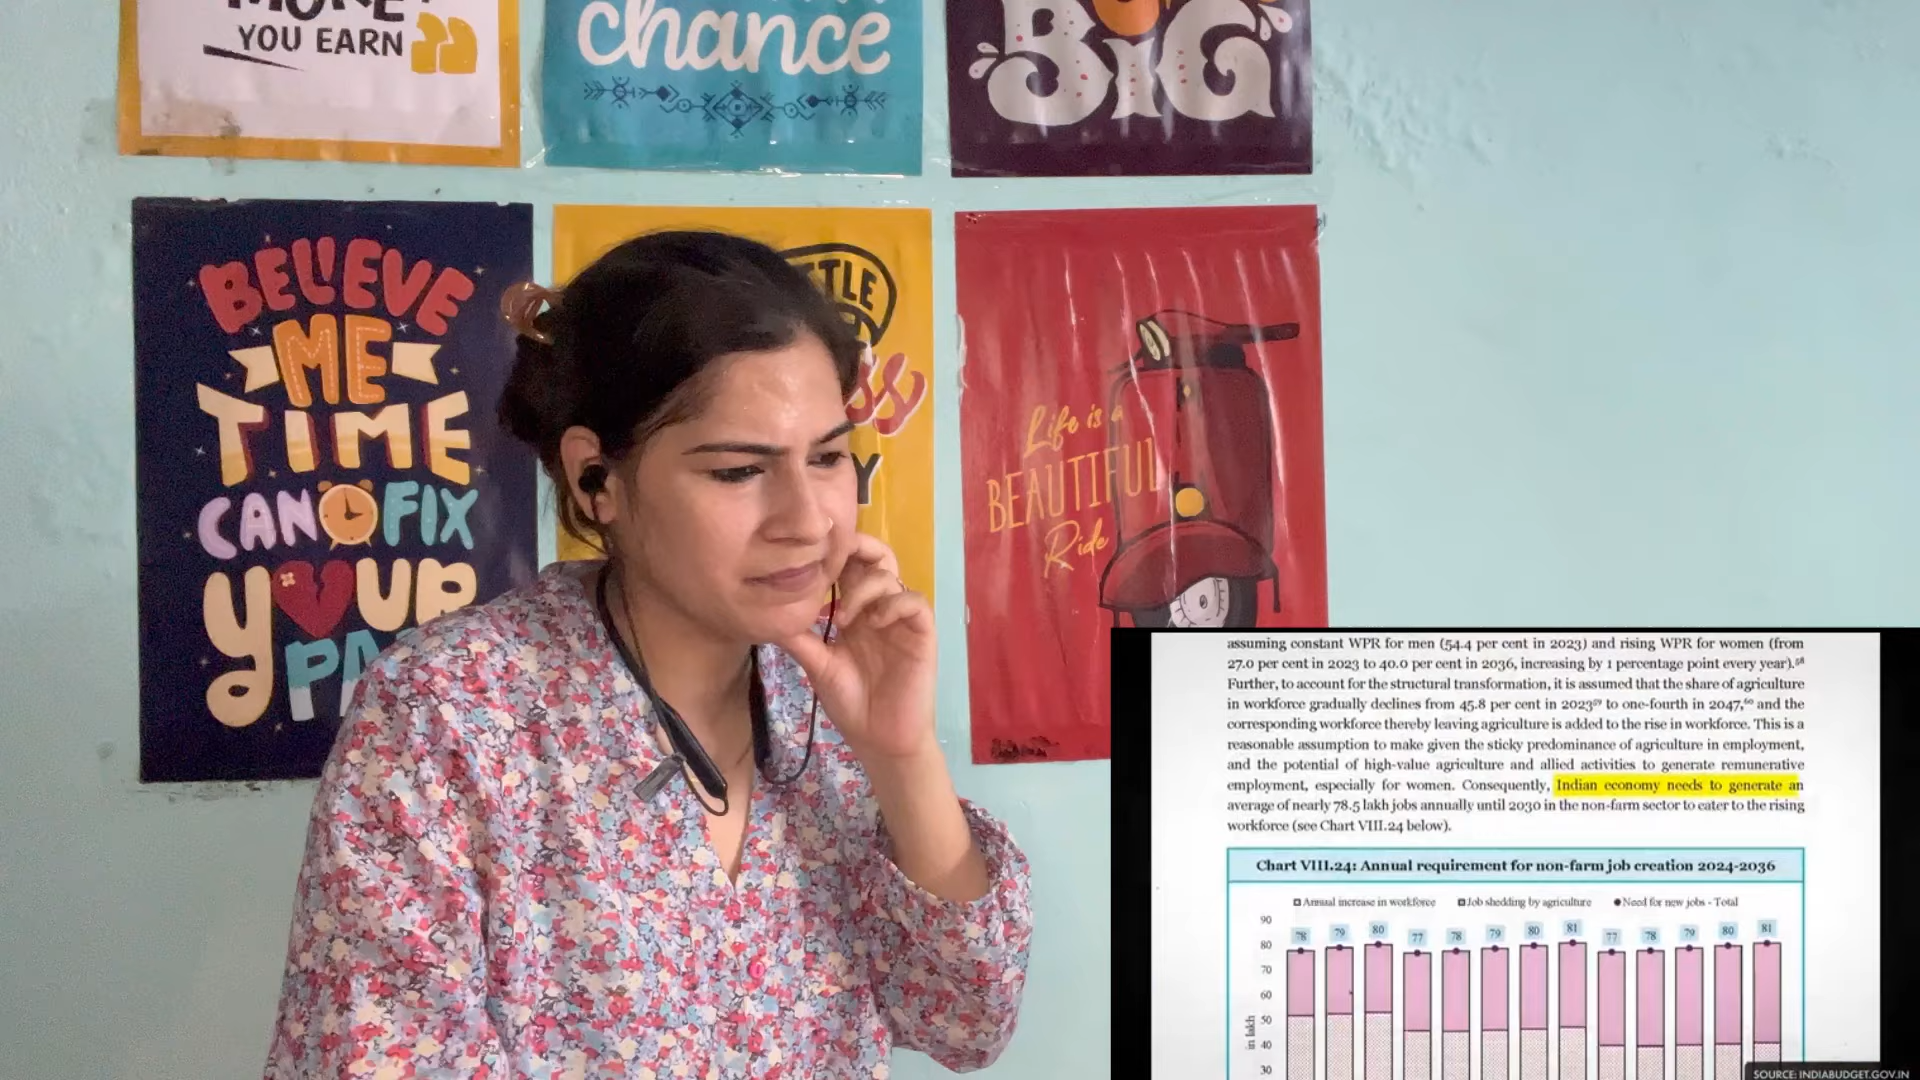 YOU EARN
chance
BIG
BELIEVE
ME
TIME
CAN FIX
YOUR
Life is a
BEAUTIFUL
Ride
assuming constant WPR for men (54.4 per cent in 2023) and rising WPR for women (from
27.0 per cent in 2023 to 40.0 per cent in 2036, increasing by 1 percentage point every year).⁵⁸
Further, to account for the structural transformation, it is assumed that the share of agriculture
in workforce gradually declines from 45.8 per cent in 2023⁵⁹ to one-fourth in 2047,⁶⁰ and the
corresponding workforce thereby leaving agriculture is added to the rise in workforce. This is a
reasonable assumption to make given the sticky predominance of agriculture in employment,
and the potential of high-value agriculture and allied activities to generate remunerative
employment, especially for women. Consequently, Indian economy needs to generate an
average of nearly 78.5 lakh jobs annually until 2030 in the non-farm sector to cater to the rising
workforce (see Chart VIII.24 below).
Chart VIII.24: Annual requirement for non-farm job creation 2024-2036
Annual increase in workforce Job shedding by agriculture Need for new jobs - Total
90
80
70
60
50
40
30
in lakh
78 79 80 77 78 79 80 81 77 78 79 80 81
SOURCE: INDIABUDGET.GOV.IN